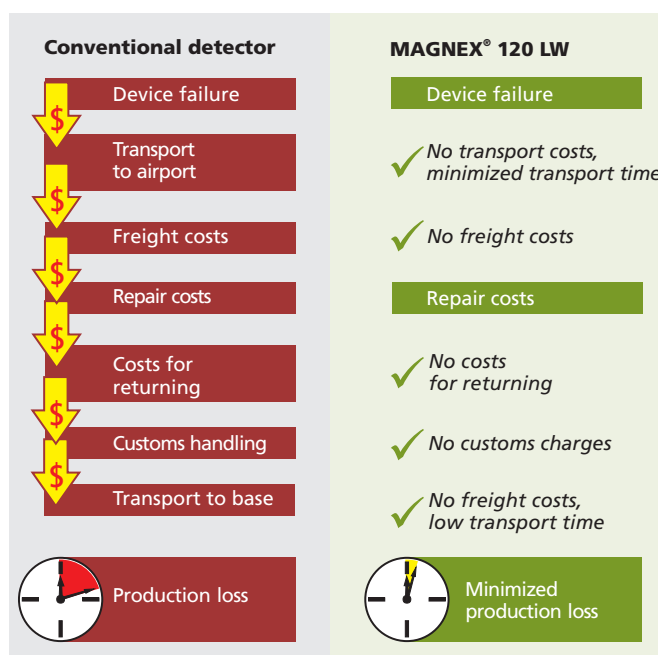 Conventional detector
$
Device failure
Transport
to airport
$
Freight costs
$
Repair costs
$
Costs for
returning
$
Customs handling
$
Transport to base
Production loss
MAGNEX® 120 LW
Device failure
No transport costs,
minimized transport time
No freight costs
Repair costs
No costs
for returning
No customs charges
No freight costs,
low transport time
Minimized
production loss